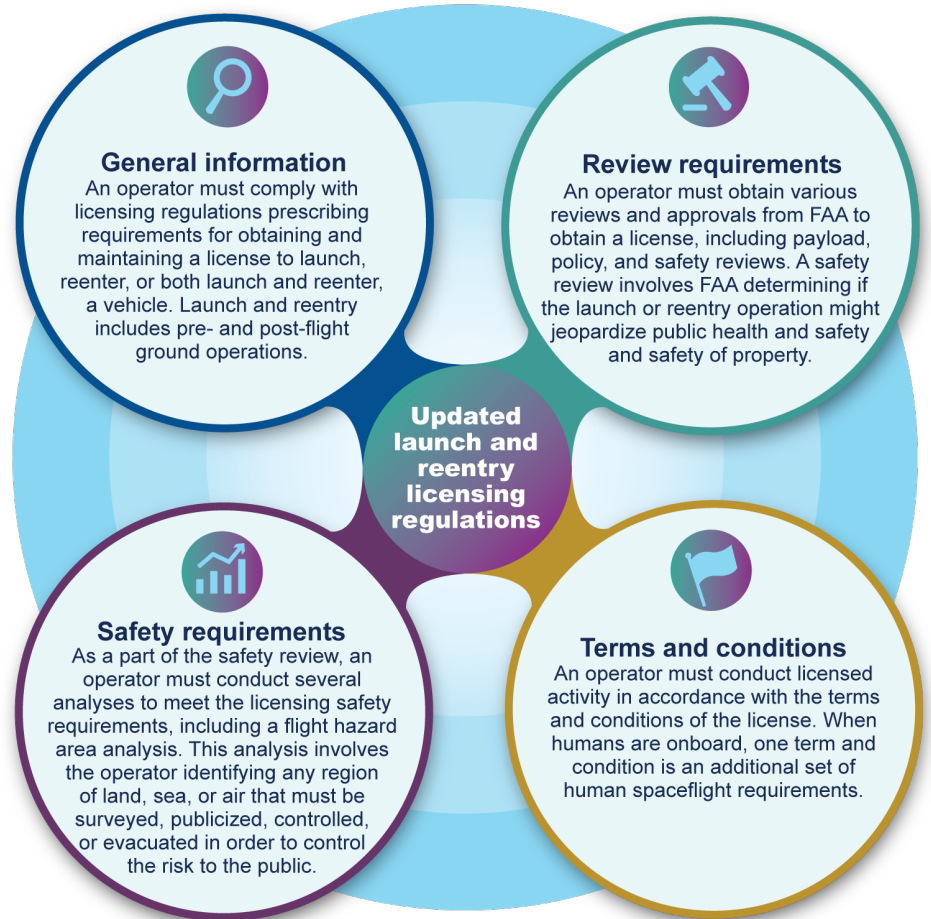 General information
An operator must comply with
licensing regulations prescribing
requirements for obtaining and
maintaining a license to launch,
reenter, or both launch and reenter,
a vehicle. Launch and reentry
includes pre- and post-flight
ground operations.
Review requirements
An operator must obtain various
reviews and approvals from FAA to
obtain a license, including payload,
policy, and safety reviews. A safety
review involves FAA determining if
the launch or reentry operation might
jeopardize public health and safety
and safety of property.
Updated
launch and
reentry
licensing
regulations
Safety requirements
As a part of the safety review, an
operator must conduct several
analyses to meet the licensing safety
requirements, including a flight hazard
area analysis. This analysis involves
the operator identifying any region
of land, sea, or air that must be
surveyed, publicized, controlled,
or evacuated in order to control
the risk to the public.
Terms and conditions
An operator must conduct licensed
activity in accordance with the terms
and conditions of the license. When
humans are onboard, one term and
condition is an additional set of
human spaceflight requirements.